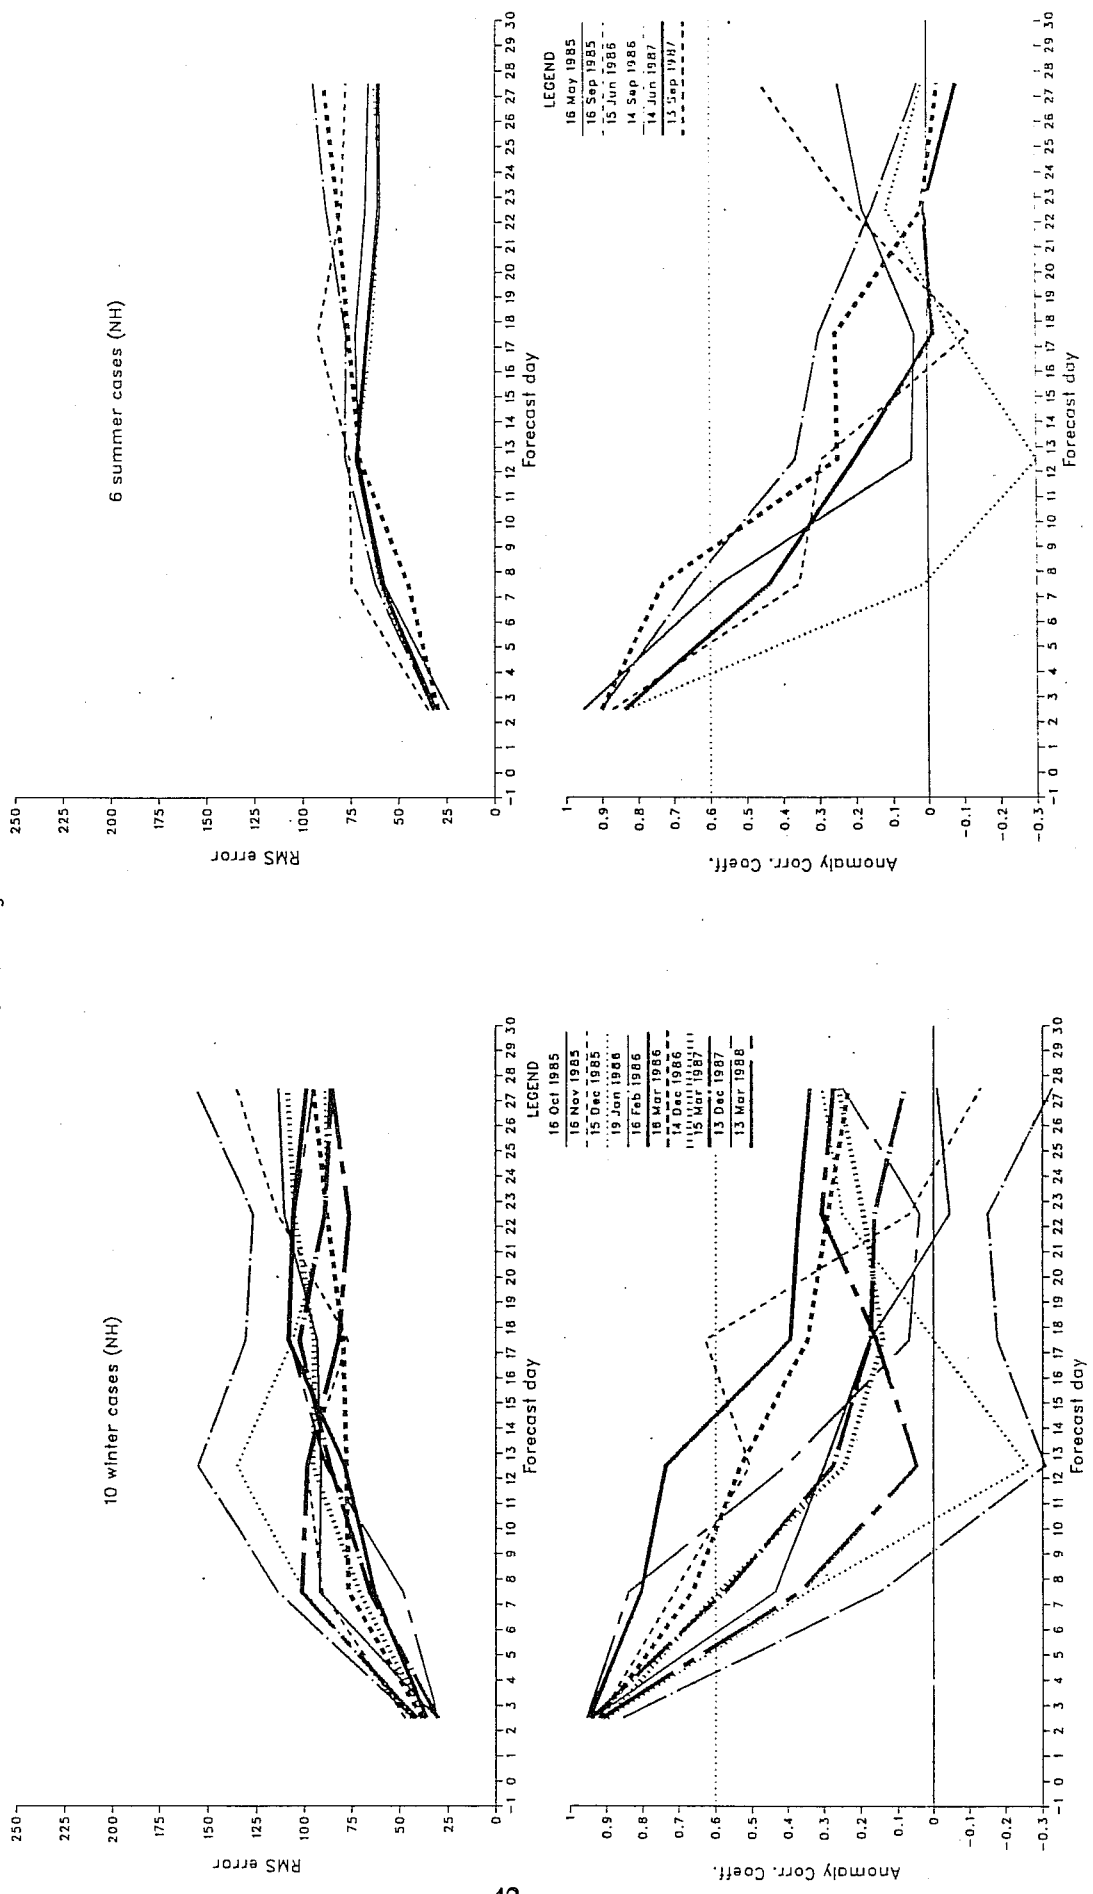 10 winter cases (NH)
RMS error
250
225
200
175
150
125
100
75
50
25
0
-1 0 1 2 3 4 5 6 7 8 9 10 11 12 13 14 15 16 17 18 19 20 21 22 23 24 25 26 27 28 29 30
Forecast day
6 summer cases (NH)
RMS error
250
225
200
175
150
125
100
75
50
25
0
-1 0 1 2 3 4 5 6 7 8 9 10 11 12 13 14 15 16 17 18 19 20 21 22 23 24 25 26 27 28 29 30
Forecast day
LEGEND
16 Oct 1985
16 Nov 1985
15 Dec 1985
19 Jan 1986
16 Feb 1986
16 Mar 1986
14 Dec 1986
15 Mar 1987
13 Dec 1987
13 Mar 1988
Anomaly Corr. Coeff.
1
0.9
0.8
0.7
0.6
0.5
0.4
0.3
0.2
0.1
0
-0.1
-0.2
-0.3
-1 0 1 2 3 4 5 6 7 8 9 10 11 12 13 14 15 16 17 18 19 20 21 22 23 24 25 26 27 28 29 30
Forecast day
LEGEND
16 May 1985
16 Sep 1985
15 Jun 1986
14 Sep 1986
14 Jun 1987
13 Sep 1987
Anomaly Corr. Coeff.
1
0.9
0.8
0.7
0.6
0.5
0.4
0.3
0.2
0.1
0
-0.1
-0.2
-0.3
-1 0 1 2 3 4 5 6 7 8 9 10 11 12 13 14 15 16 17 18 19 20 21 22 23 24 25 26 27 28 29 30
Forecast day